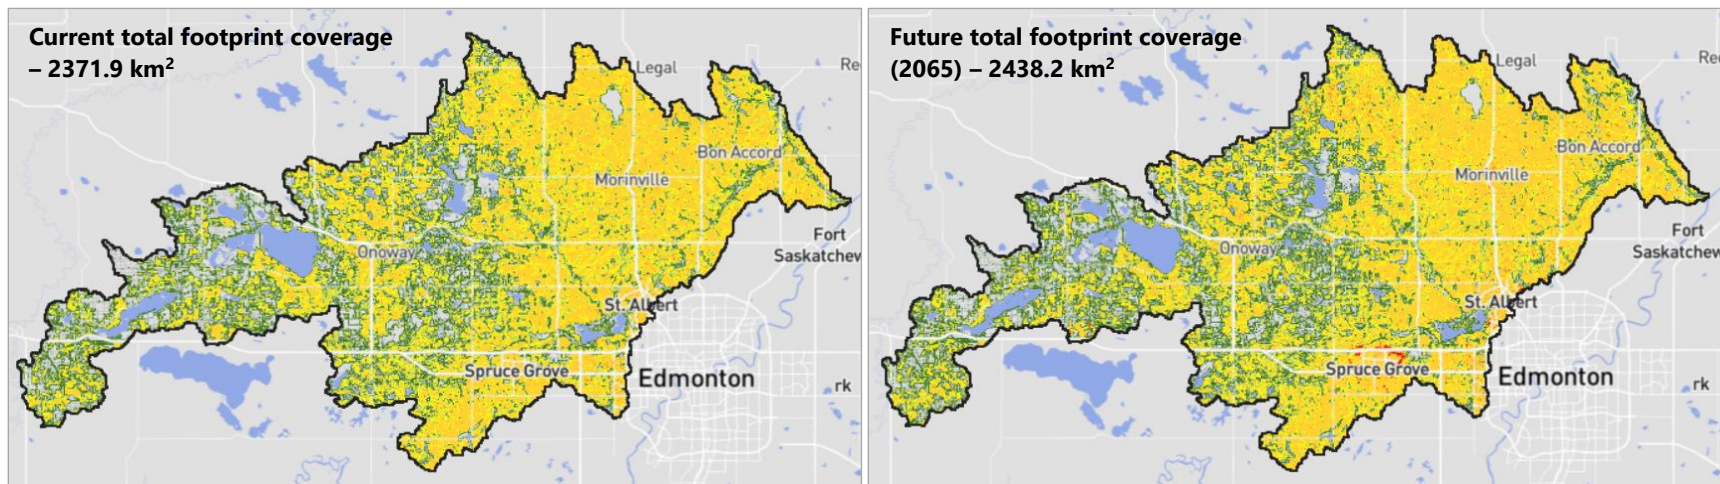 Current total footprint coverage
– 2371.9 km²
Legal
Re
Bon Accord
Morinville
Fort
Saskatchew
Onoway
St. Albert
Spruce Grove
Edmonton
rk
Future total footprint coverage
(2065) – 2438.2 km²
Legal
Re
Bon Accord
Morinville
Fort
Saskatchew
Onoway
St. Albert
Spruce Grove
Edmonton
rk